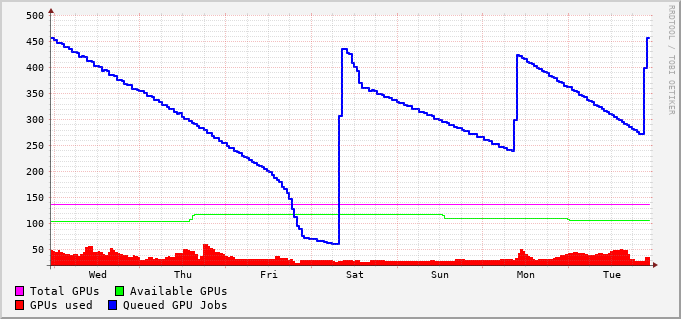 500
450
400
350
300
250
200
150
100
50
Wed Thu Fri Sat Sun Mon Tue
Total GPUs Available GPUs
GPUs used Queued GPU Jobs
RRDTOOL / TOBI OETIKER